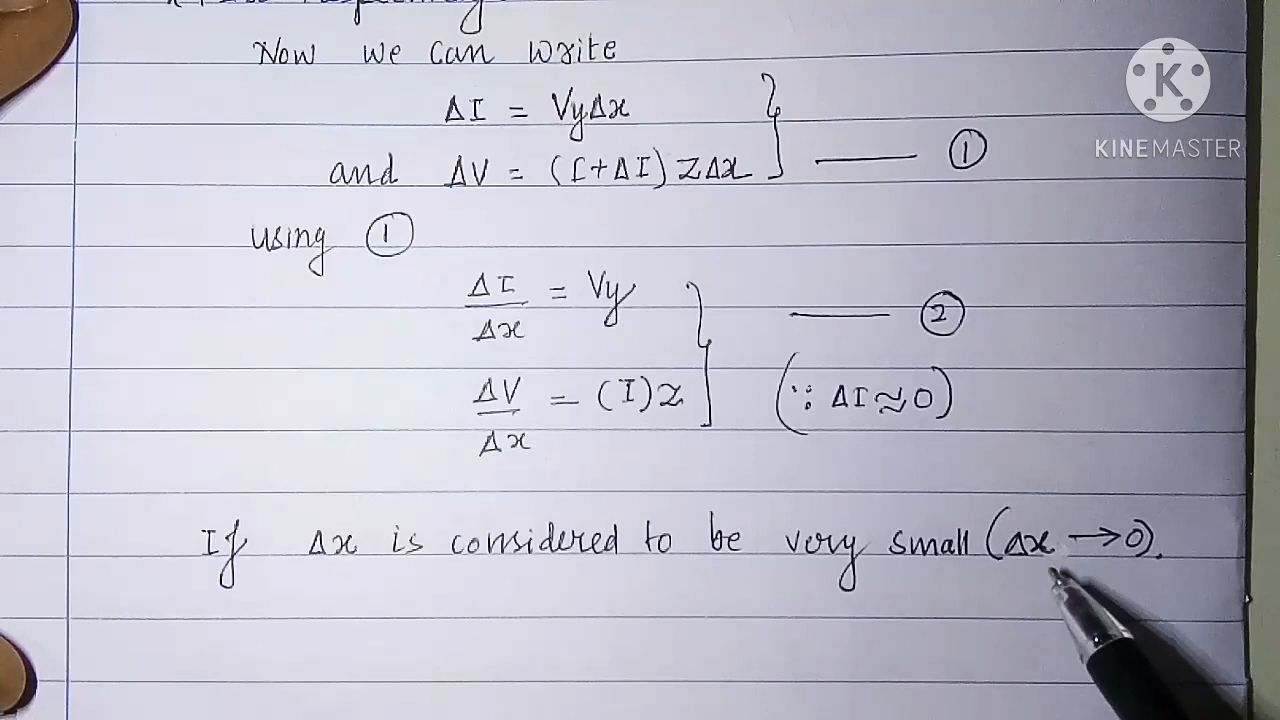 Now we can write
ΔI = VyΔx
and ΔV = (I+ΔI) ZΔx
①
using ①
ΔI/Δx = Vy
②
ΔV/Δx = (I)Z (∵ ΔI≈0)
If Δx is considered to be very small (Δx → 0).
K
KINEMASTER